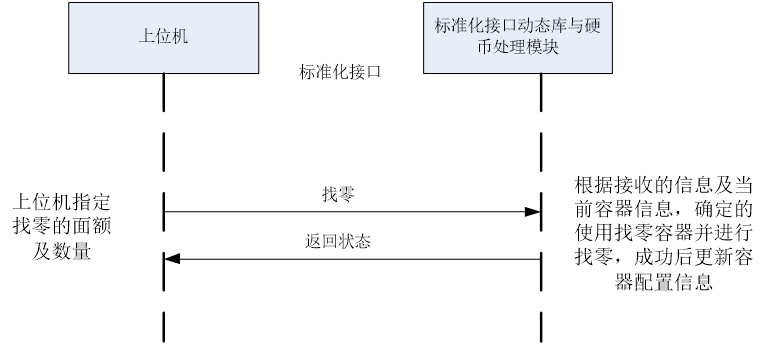 上位机
标准化接口动态库与硬
币处理模块
标准化接口
找零
上位机指定
找零的面额
及数量
返回状态
根据接收的信息及当
前容器信息，确定的
使用找零容器并进行
找零，成功后更新容
器配置信息